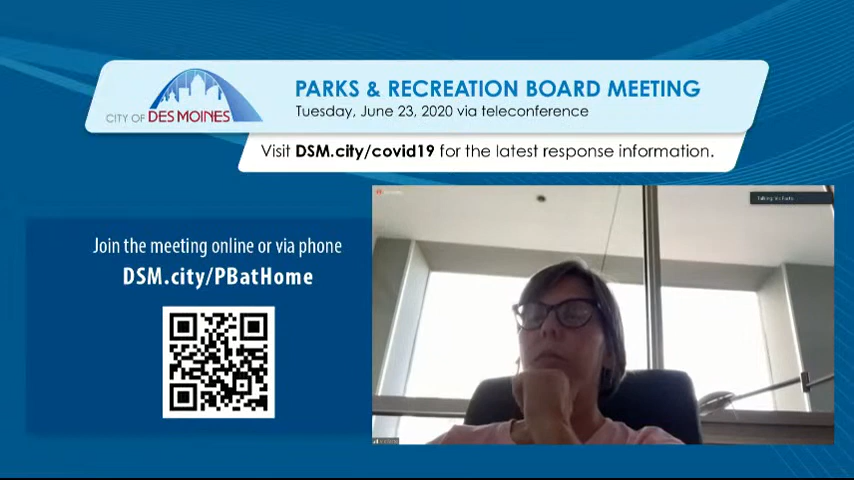 CITY OF DES MOINES
PARKS & RECREATION BOARD MEETING
Tuesday, June 23, 2020 via teleconference
Visit DSM.city/covid19 for the latest response information.
Join the meeting online or via phone
DSM.city/PBatHome